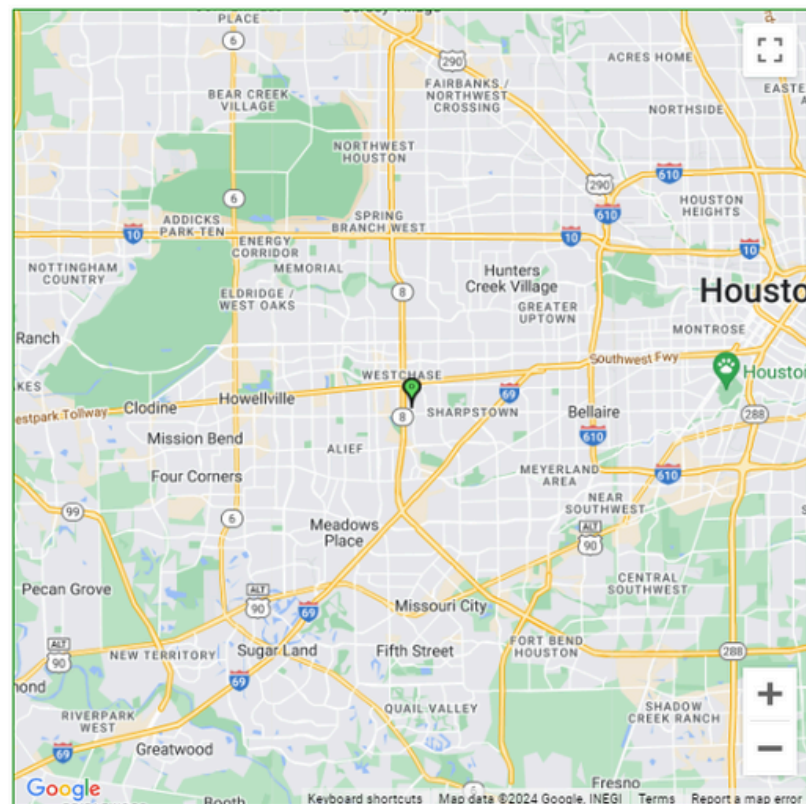 PLACE
6
290
ACRES HOME
FAIRBANKS /
NORTHWEST
CROSSING
BEAR CREEK
VILLAGE
NORTHSIDE
NORTHWEST
HOUSTON
290
610
6
HOUSTON
HEIGHTS
ADDICKS
PARK TEN
SPRING
BRANCH WEST
610
10
ENERGY
CORRIDOR
10
10
NOTTINGHAM
COUNTRY
MEMORIAL
Hunters
Creek Village
ELDRIDGE /
WEST OAKS
8
GREATER
UPTOWN
Housto
MONTROSE
Ranch
Southwest Fwy
WESTCHASE
Houston
KES
69
Howellville
estpark Tollway
Clodine
8
SHARPSTOWN
Bellaire
288
Mission Bend
610
ALIEF
Four Corners
MEYERLAND
AREA
610
NEAR
SOUTHWEST
99
6
Meadows
Place
ALT
90
Pecan Grove
ALT
90
CENTRAL
SOUTHWEST
69
Missouri City
ALT
90
NEW TERRITORY
Sugar Land
Fifth Street
FORT BEND
HOUSTON
288
mond
69
RIVERPARK
WEST
QUAIL VALLEY
SHADOW
CREEK RANCH
+
69
Greatwood
−
Fresno
Google
Booth
Keyboard shortcuts Map data ©2024 Google, INEGI Terms Report a map error